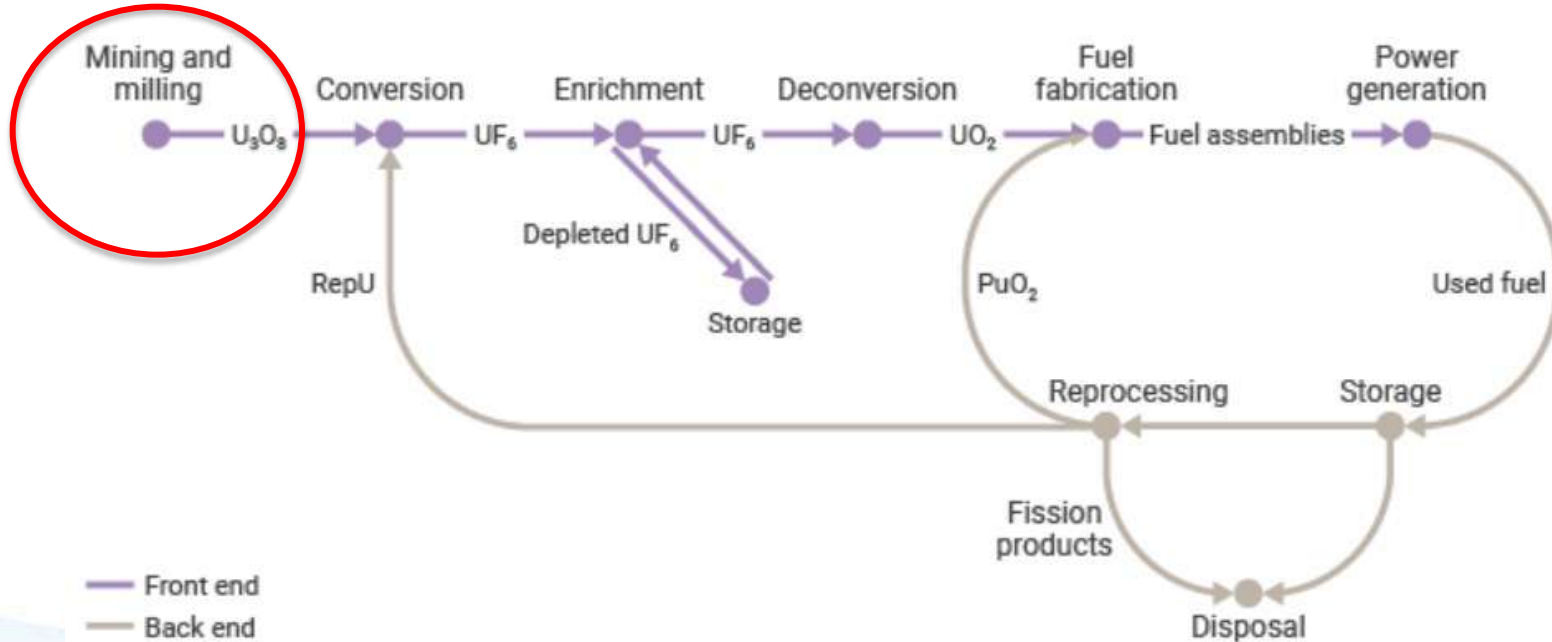 Mining and
milling
Conversion
Enrichment
Deconversion
Fuel
fabrication
Power
generation
U₃O₈
UF₆
UF₆
UO₂
Fuel assemblies
Depleted UF₆
Storage
RepU
PuO₂
Used fuel
Reprocessing
Storage
Fission
products
Disposal
Front end
Back end